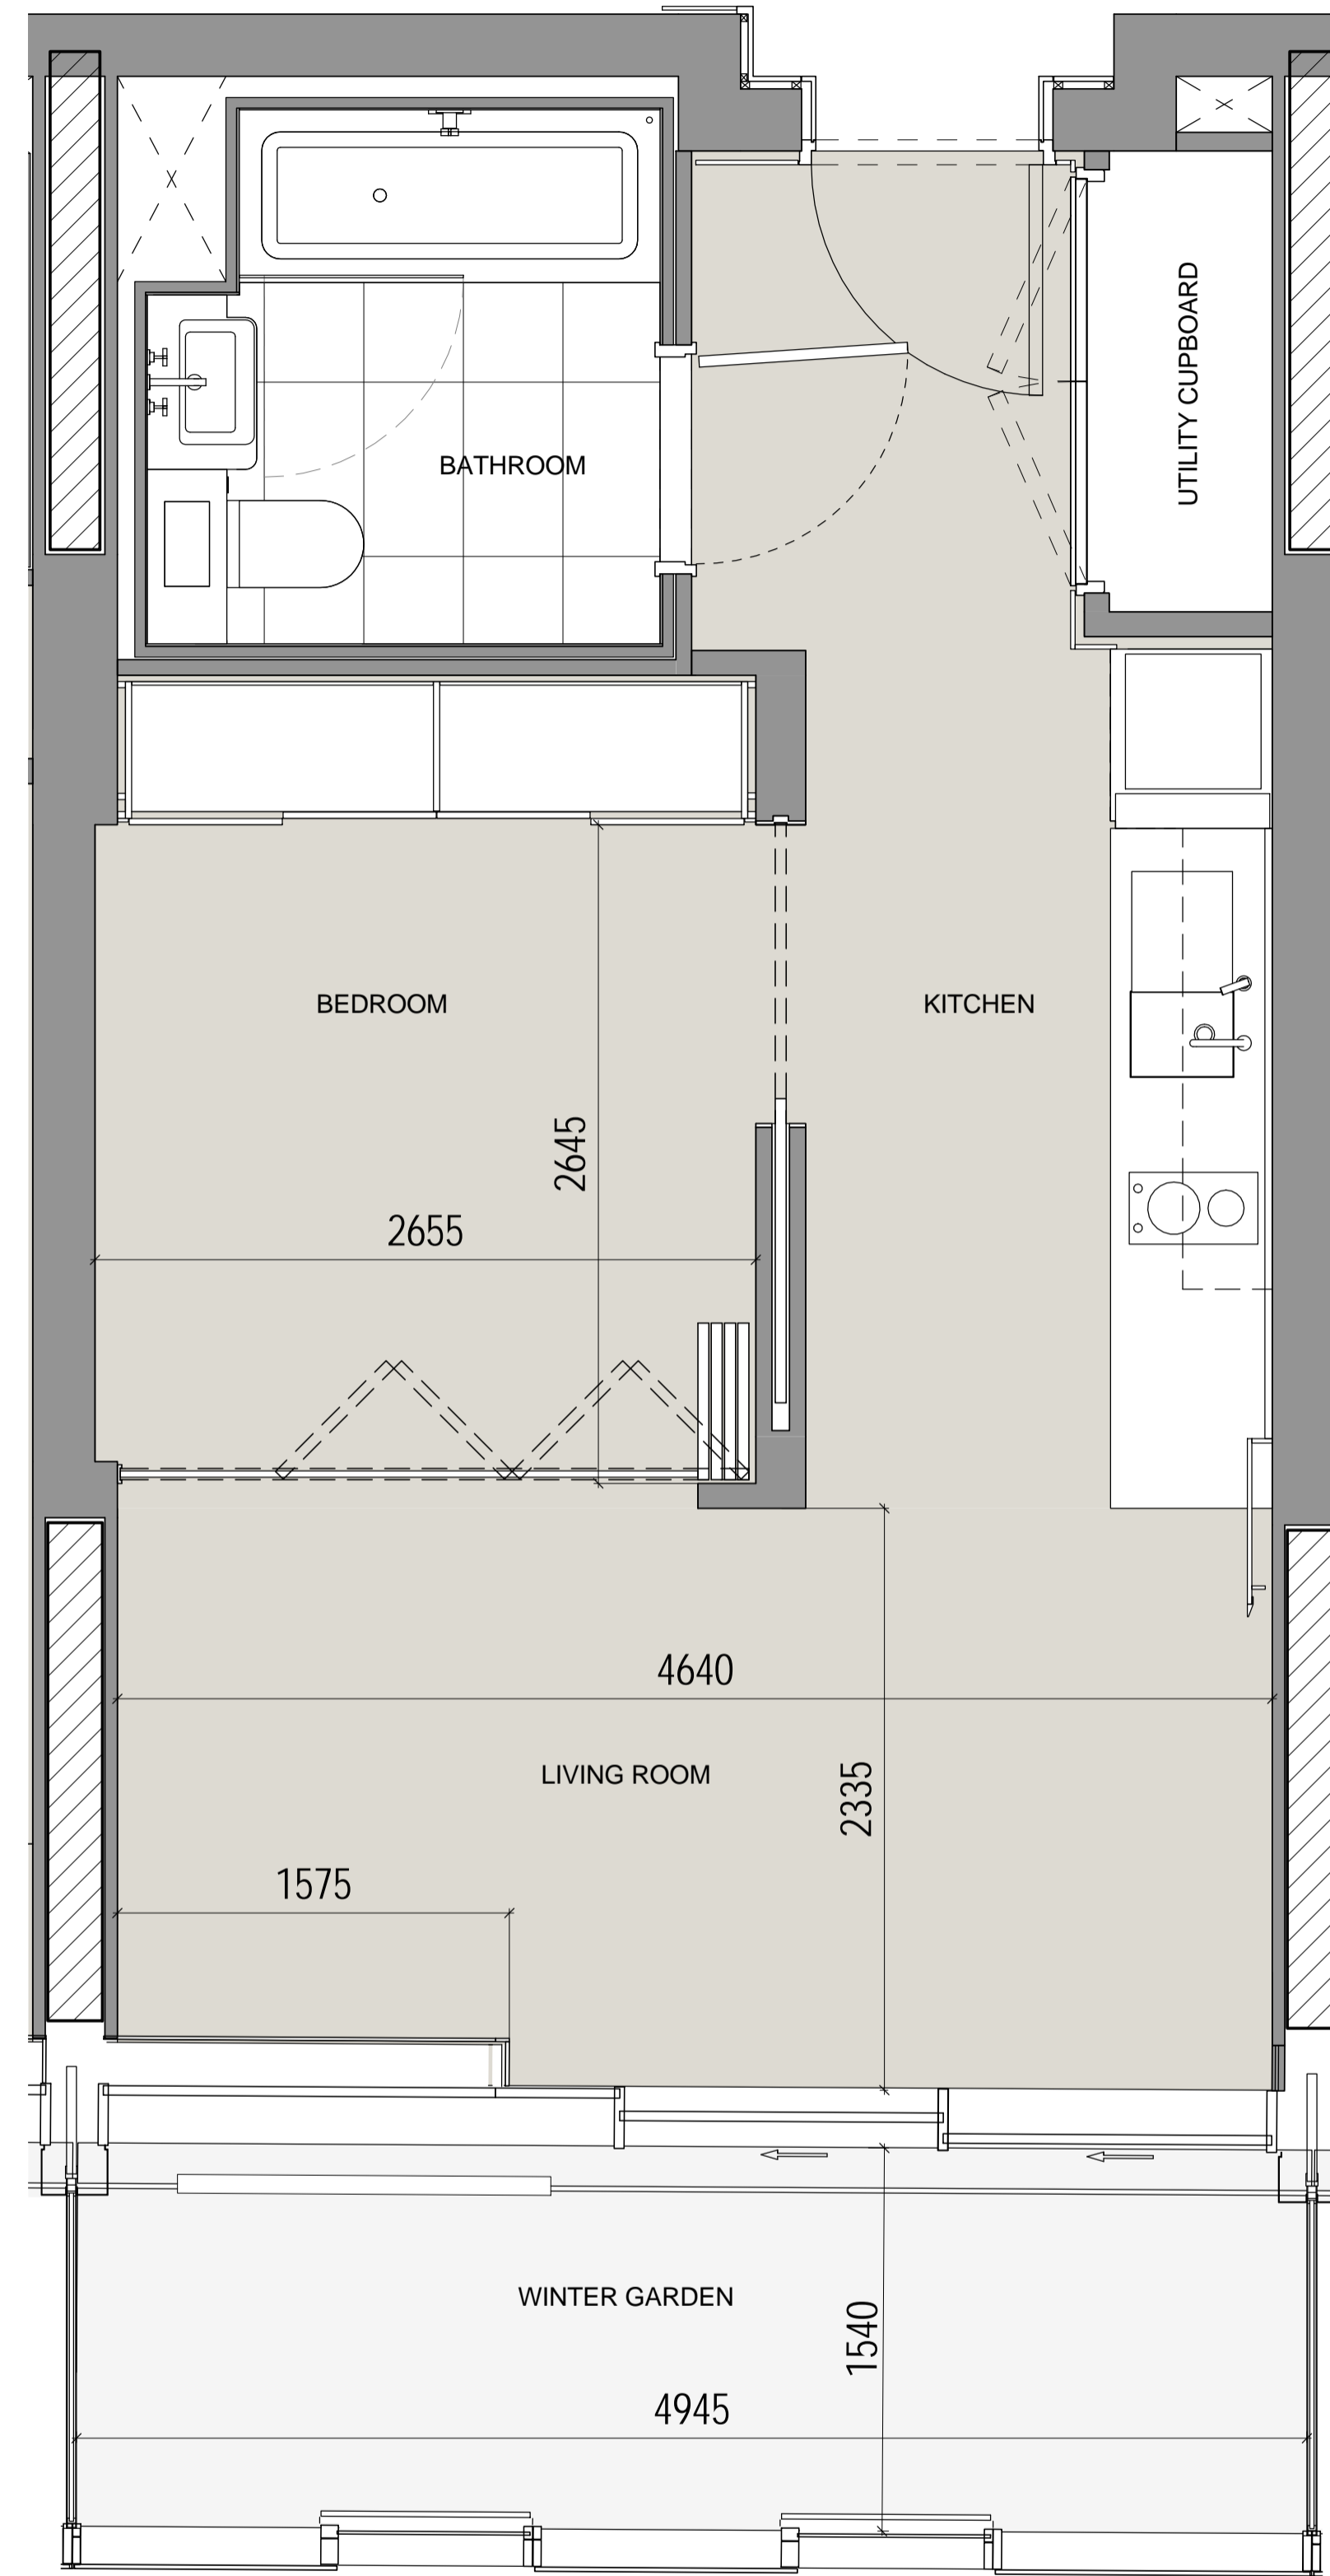 UTILITY CUPBOARD
BATHROOM
BEDROOM
KITCHEN
2645
2655
4640
LIVING ROOM
2335
1575
WINTER GARDEN
1540
4945